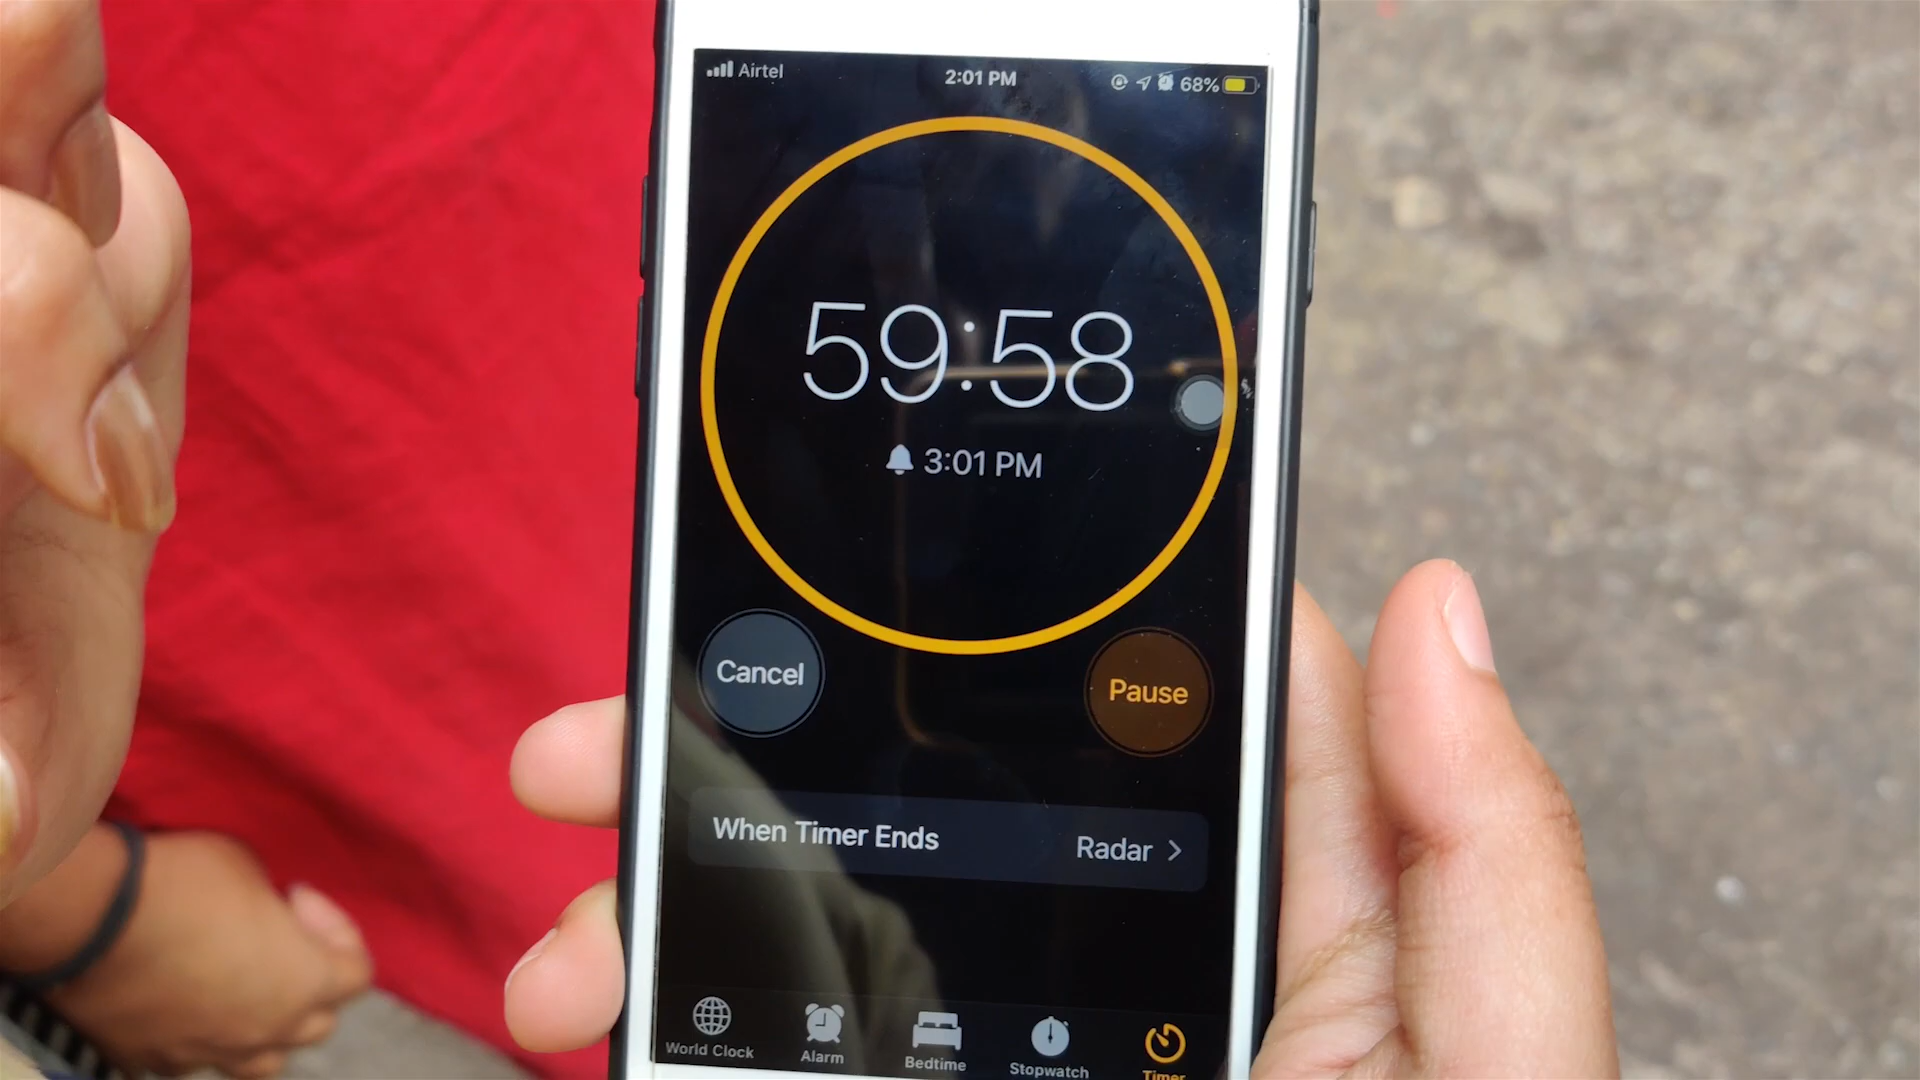 Airtel 2:01 PM 68%
59:58
3:01 PM
Cancel Pause
When Timer Ends Radar
World Clock Alarm Bedtime Stopwatch Timer